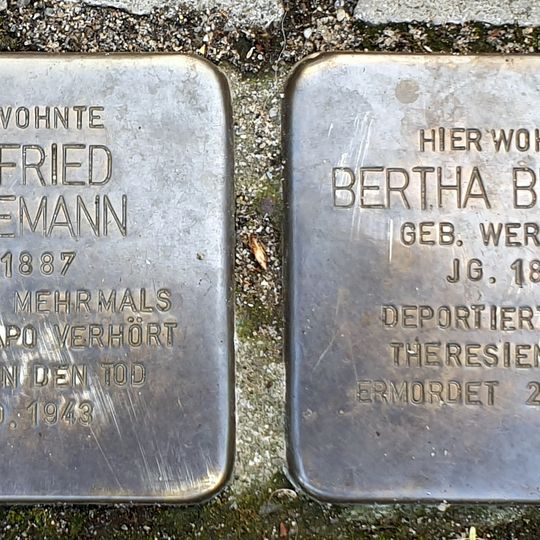 WOHNTE
FRIED
EMANN
1887
MEHRMALS
APO VERHÖRT
N DEN TOD
. 1943
HIER WOH
BERTHA B
GEB. WER
JG. 18
DEPORTIERT
THERESIEN
ERMORDET 2